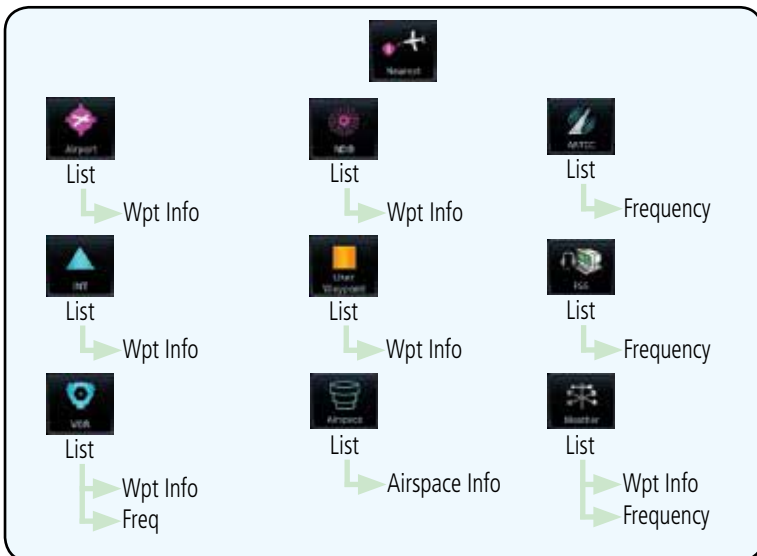 Nearest
Airport
List
Wpt Info
NDB
List
Wpt Info
ARTCC
List
Frequency
INT
List
Wpt Info
User
Waypoint
List
Wpt Info
FSS
List
Frequency
VOR
List
Wpt Info
Freq
Airspace
List
Airspace Info
Weather
List
Wpt Info
Frequency